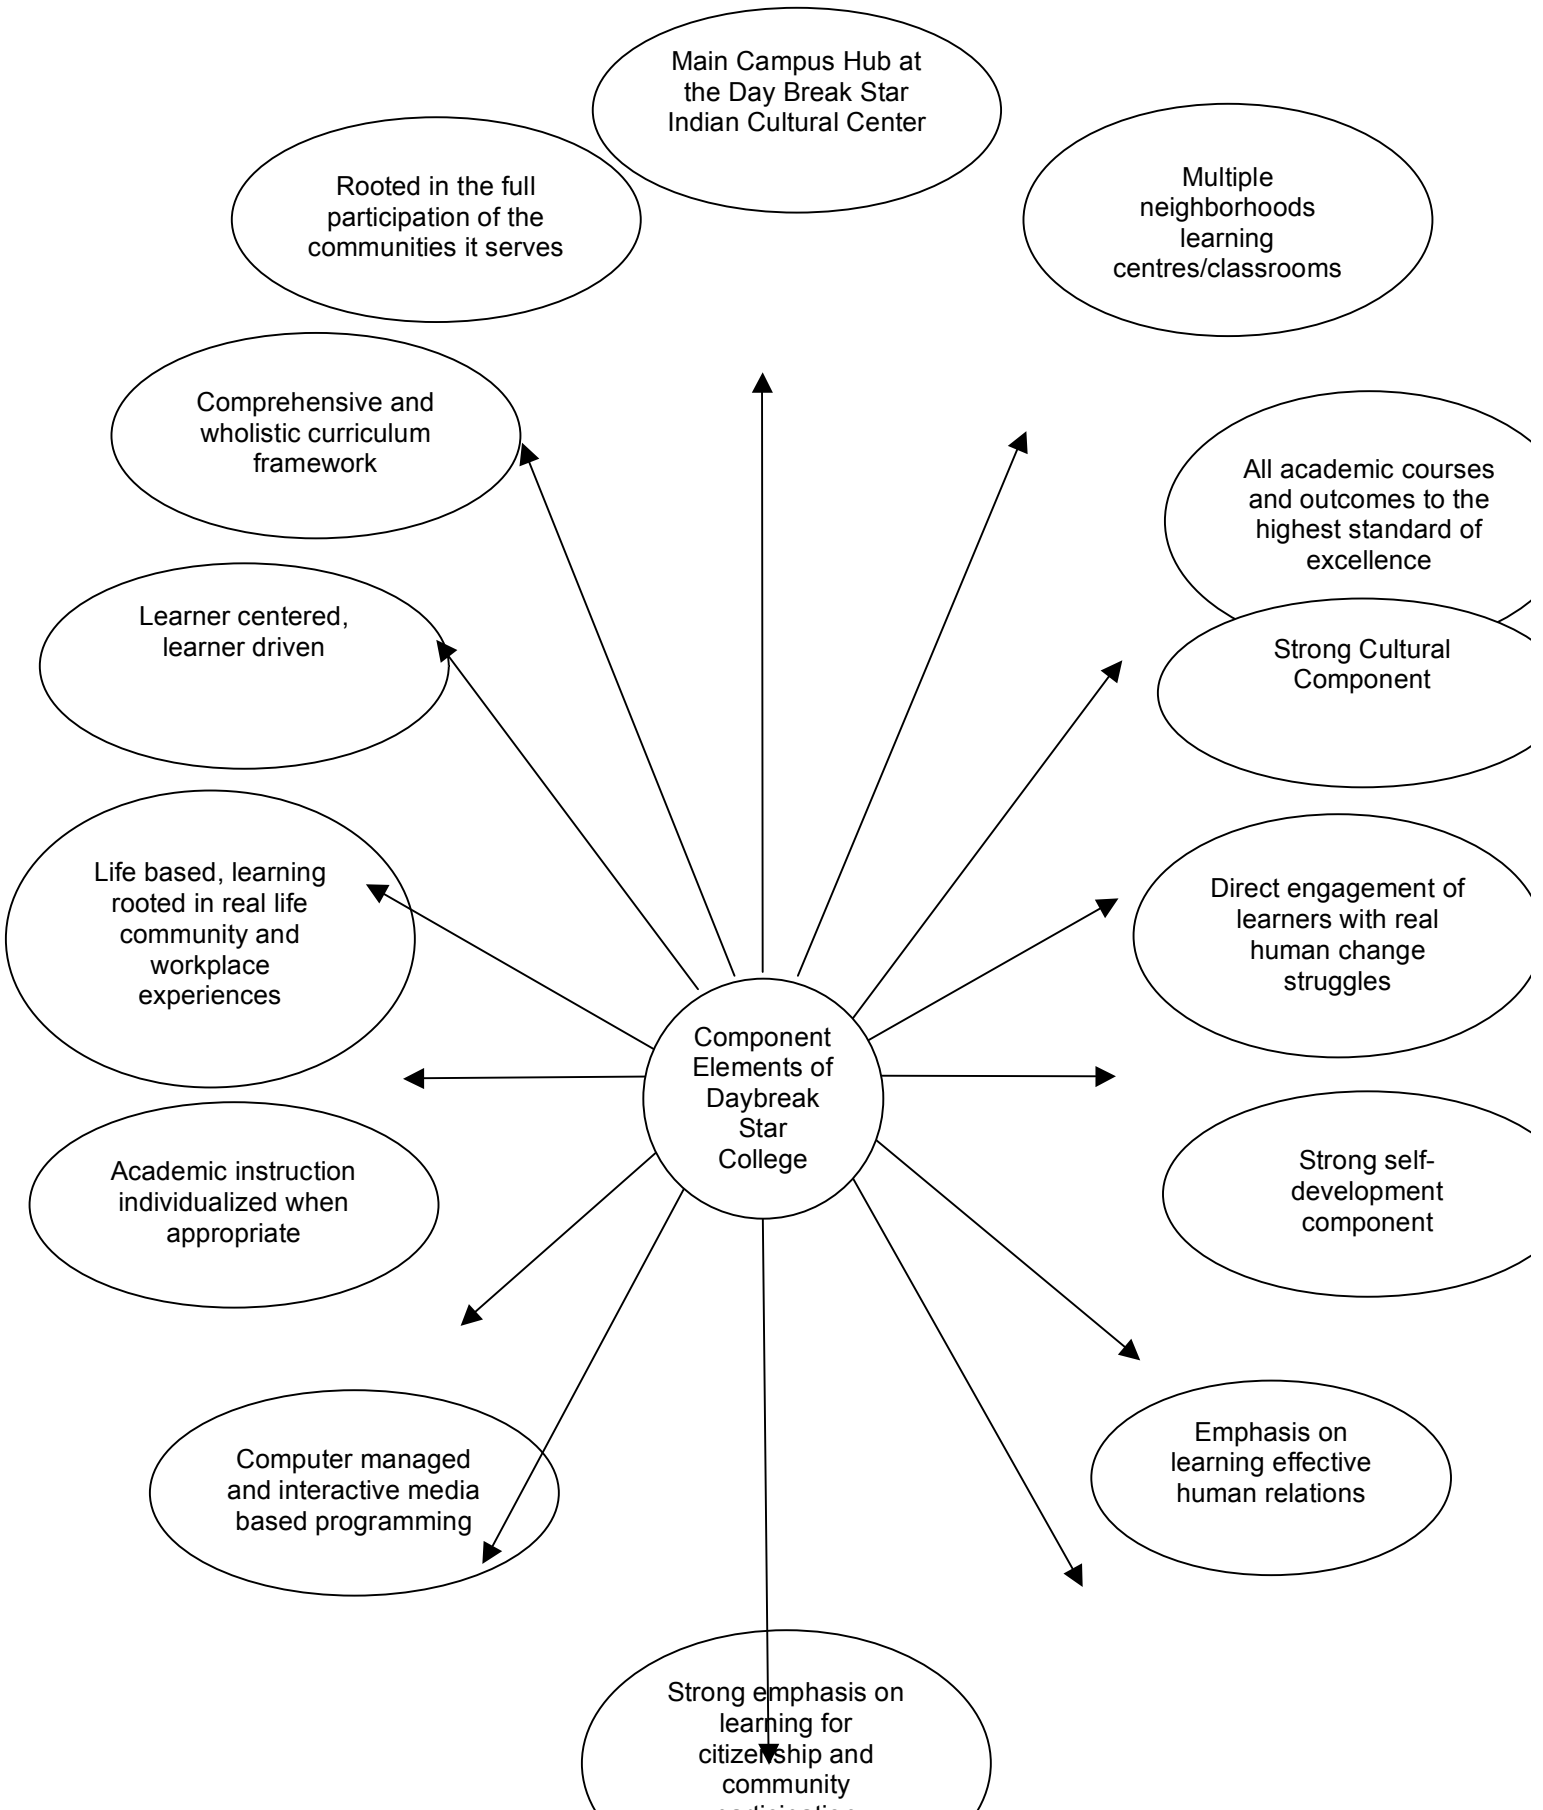 Main Campus Hub at
the Day Break Star
Indian Cultural Center
Rooted in the full
participation of the
communities it serves
Multiple
neighborhoods
learning
centres/classrooms
Comprehensive and
wholistic curriculum
framework
All academic courses
and outcomes to the
highest standard of
excellence
Learner centered,
learner driven
Strong Cultural
Component
Life based, learning
rooted in real life
community and
workplace
experiences
Direct engagement of
learners with real
human change
struggles
Component
Elements of
Daybreak
Star
College
Academic instruction
individualized when
appropriate
Strong self-
development
component
Computer managed
and interactive media
based programming
Emphasis on
learning effective
human relations
Strong emphasis on
learning for
citizenship and
community